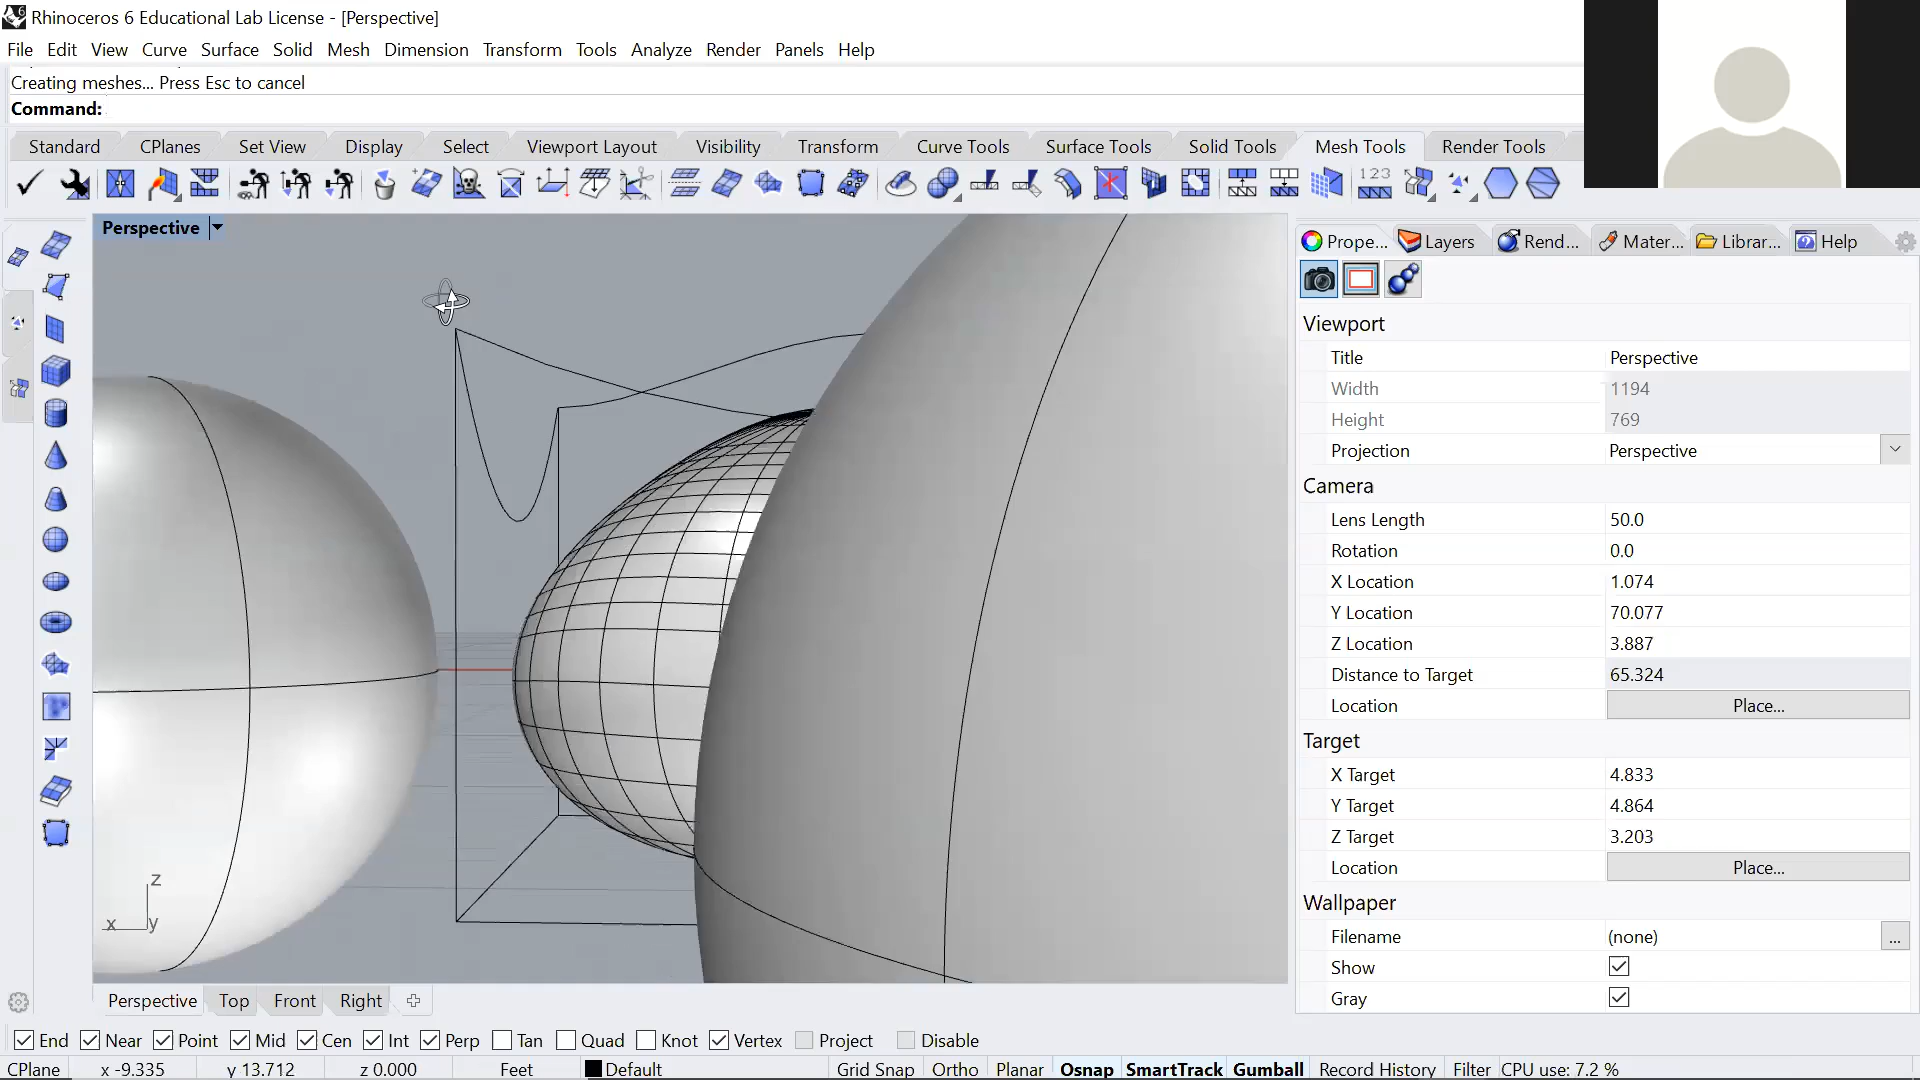 Rhinoceros 6 Educational Lab License - [Perspective]
File Edit View Curve Surface Solid Mesh Dimension Transform Tools Analyze Render Panels Help
Creating meshes... Press Esc to cancel
Command:
Standard CPlanes Set View Display Select Viewport Layout Visibility Transform Curve Tools Surface Tools Solid Tools Mesh Tools Render Tools
1 2 3
Perspective
Prope... Layers Rend... Mater... Librar... Help
Viewport
Title Perspective
Width 1194
Height 769
Projection Perspective
Camera
Lens Length 50.0
Rotation 0.0
X Location 1.074
Y Location 70.077
Z Location 3.887
Distance to Target 65.324
Location Place...
Target
X Target 4.833
Y Target 4.864
Z Target 3.203
Location Place...
Wallpaper
Filename (none) ...
Show
Gray
z
x y
Perspective Top Front Right
End Near Point Mid Cen Int Perp Tan Quad Knot Vertex Project Disable
CPlane x -9.335 y 13.712 z 0.000 Feet Default Grid Snap Ortho Planar Osnap SmartTrack Gumball Record History Filter CPU use: 7.2 %